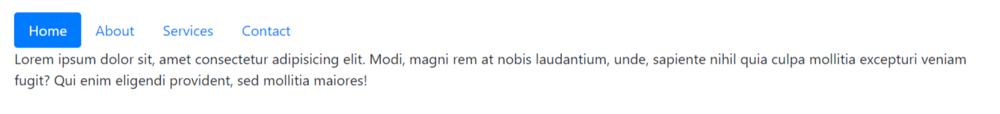 Home About Services Contact
Lorem ipsum dolor sit, amet consectetur adipisicing elit. Modi, magni rem at nobis laudantium, unde, sapiente nihil quia culpa mollitia excepturi veniam
fugit? Qui enim eligendi provident, sed mollitia maiores!